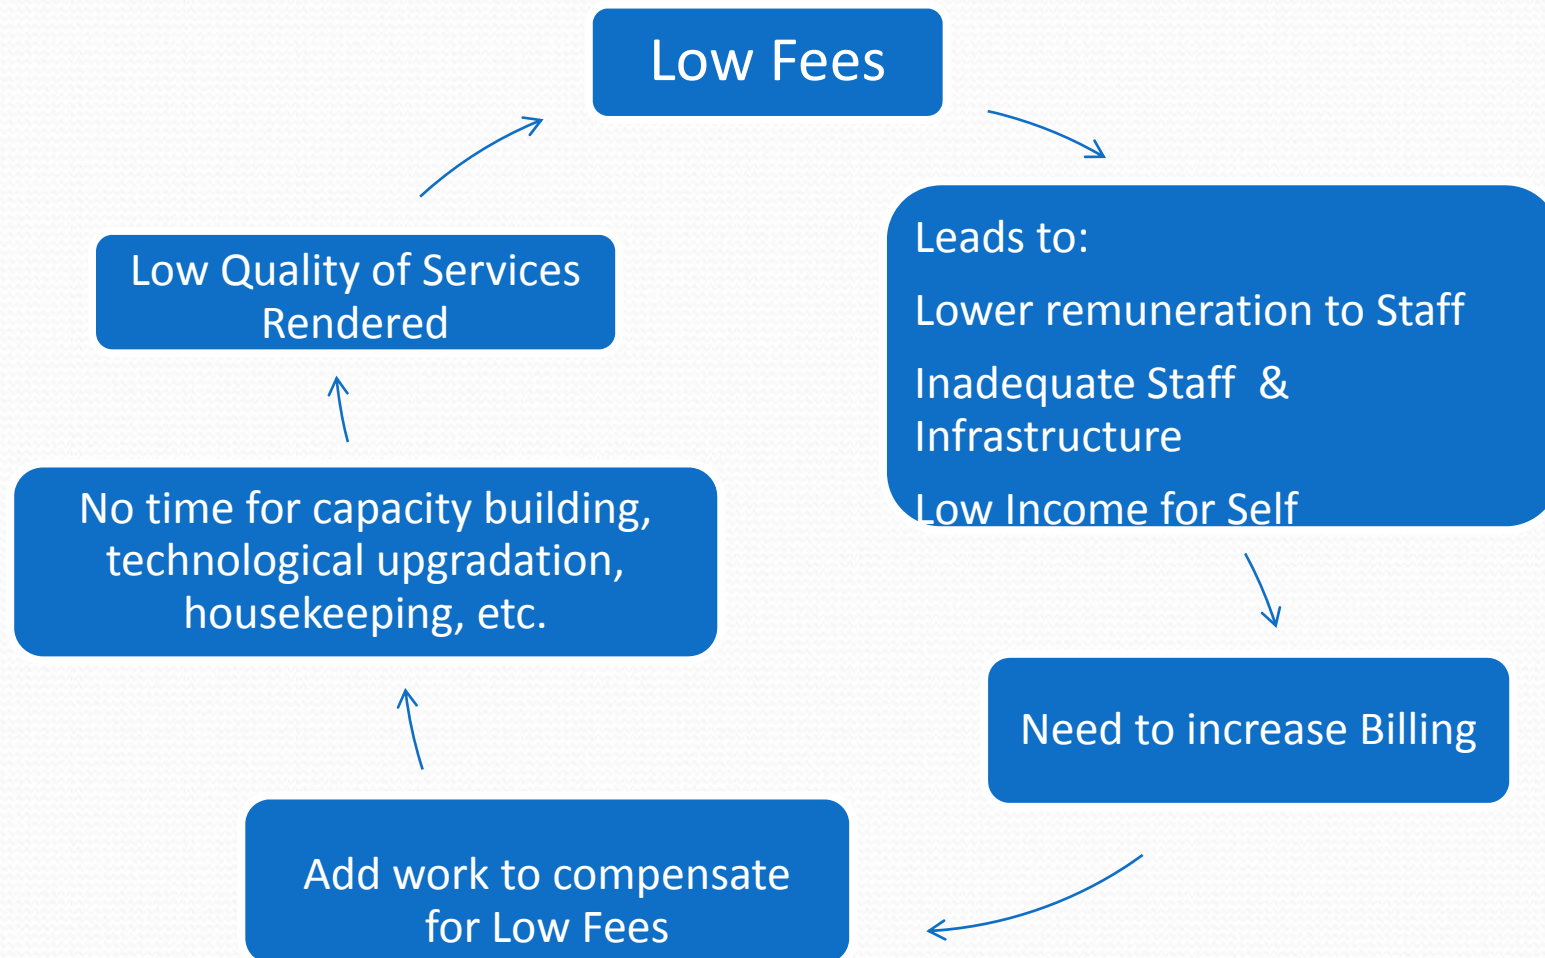 Low Fees
Leads to:
Lower remuneration to Staff
Inadequate Staff  &
Infrastructure
Low Income for Self
Need to increase Billing
Add work to compensate
for Low Fees
No time for capacity building,
technological upgradation,
housekeeping, etc.
Low Quality of Services
Rendered